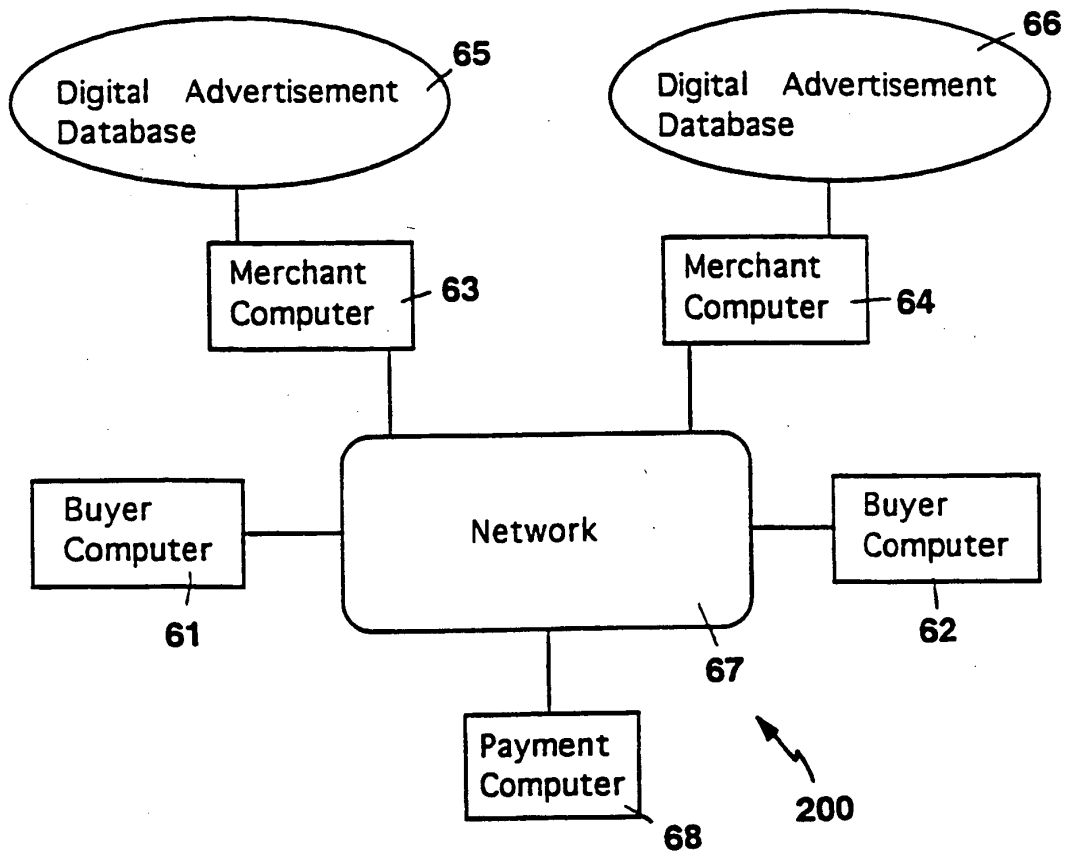 65
66
Digital Advertisement
Database
Digital Advertisement
Database
Merchant
Computer
63
Merchant
Computer
64
Buyer
Computer
61
Network
67
Buyer
Computer
62
Payment
Computer
68
200